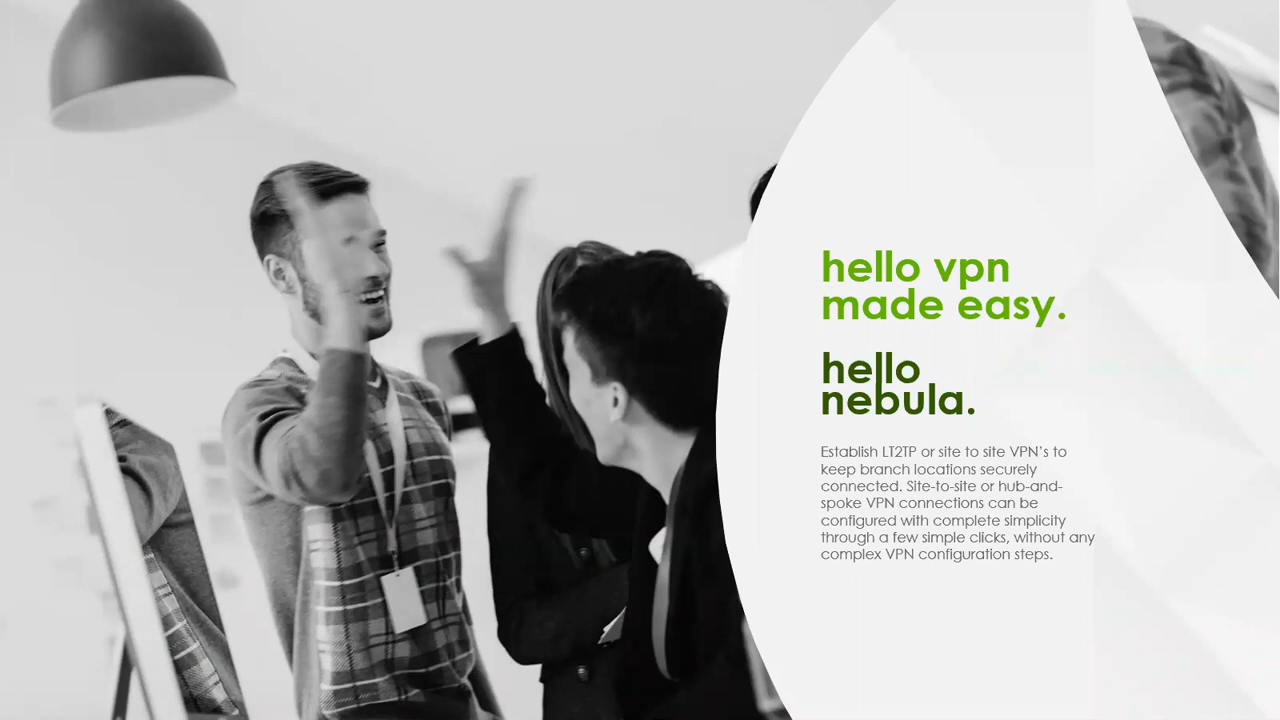 hello vpn
made easy.
hello
nebula.
Establish LT2TP or site to site VPN's to
keep branch locations securely
connected. Site-to-site or hub-and-
spoke VPN connections can be
configured with complete simplicity
through a few simple clicks, without any
complex VPN configuration steps.